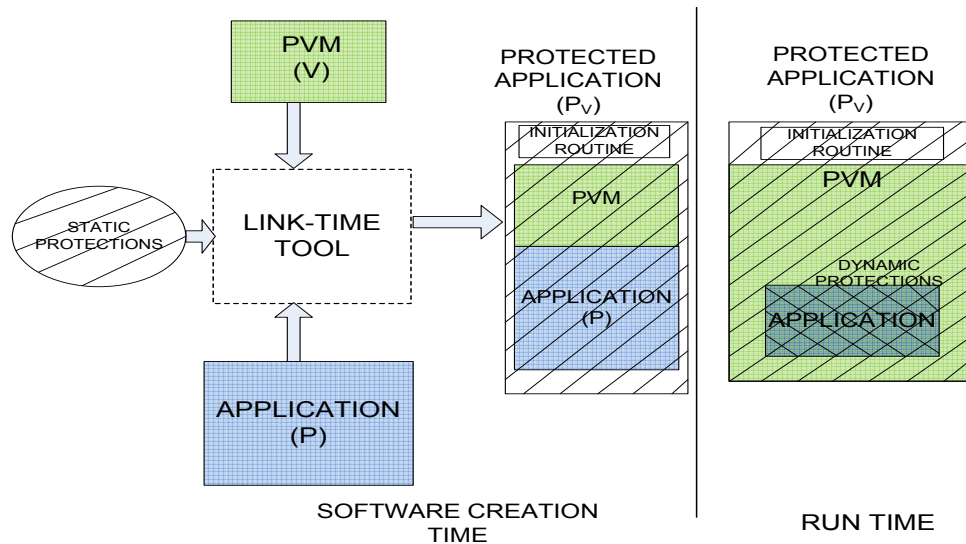 PVM
(V)
STATIC
PROTECTIONS
LINK-TIME
TOOL
APPLICATION
(P)
PROTECTED
APPLICATION
(PV)
INITIALIZATION
ROUTINE
PVM
APPLICATION
(P)
SOFTWARE CREATION
TIME
PROTECTED
APPLICATION
(PV)
INITIALIZATION
ROUTINE
PVM
DYNAMIC
PROTECTIONS
APPLICATION
RUN TIME